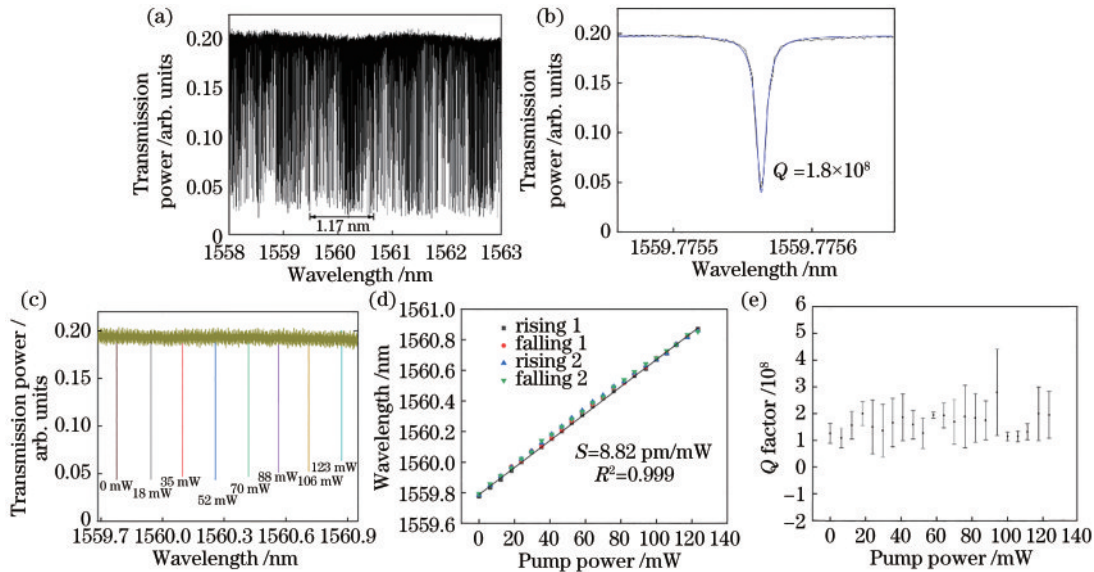 (a)
Transmission
power /arb. units
0.20
0.15
0.10
0.05
0
1.17 nm
1558 1559 1560 1561 1562 1563
Wavelength /nm
(b)
Transmission
power /arb. units
0.20
0.15
0.10
0.05
0
Q =1.8×10⁸
1559.7755 1559.7756
Wavelength /nm
(c)
Transmission power /
arb. units
0.20
0.15
0.10
0.05
0
0 mW
18 mW
35 mW
52 mW
70 mW
88 mW
106 mW
123 mW
1559.7 1560.0 1560.3 1560.6 1560.9
Wavelength /nm
(d)
Wavelength /nm
1561.0
1560.8
1560.6
1560.4
1560.2
1560.0
1559.8
1559.6
rising 1
falling 1
rising 2
falling 2
S=8.82 pm/mW
R²=0.999
0 20 40 60 80 100 120 140
Pump power /mW
(e)
Q factor /10⁸
6
5
4
3
2
1
0
−1
−2
0 20 40 60 80 100 120 140
Pump power /mW